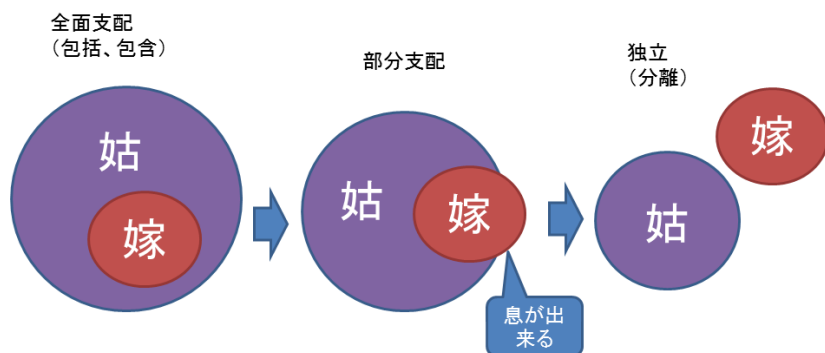 全面支配
（包括、包含）
姑
嫁
部分支配
姑
嫁
息が出
来る
独立
（分離）
嫁
姑